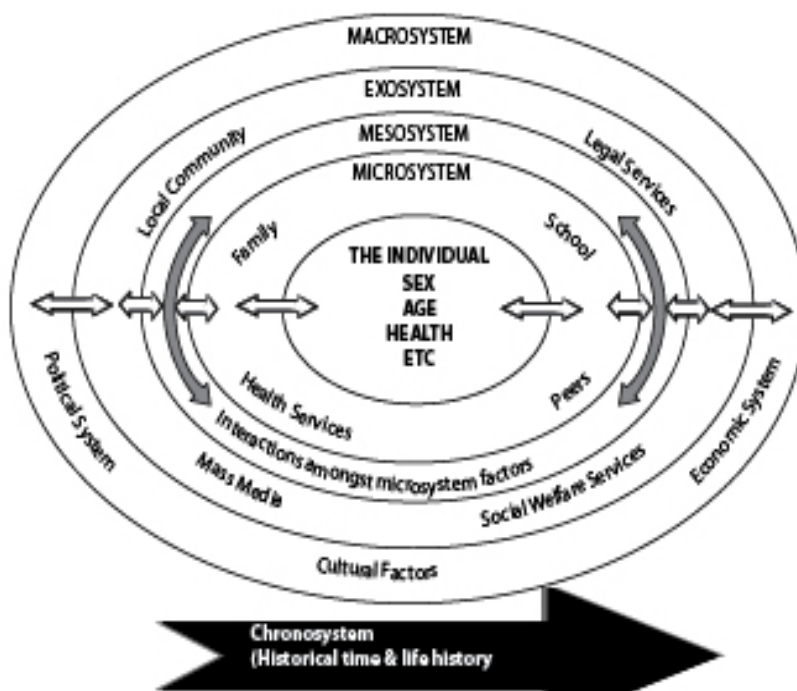 MACROSYSTEM
EXOSYSTEM
MESOSYSTEM
MICROSYSTEM
Local Community
Legal Services
Family
School
THE INDIVIDUAL
SEX
AGE
HEALTH
ETC
Health Services
Peers
Interactions amongst microsystem factors
Political System
Economic System
Mass Media
Social Welfare Services
Cultural Factors
Chronosystem
(Historical time & life history